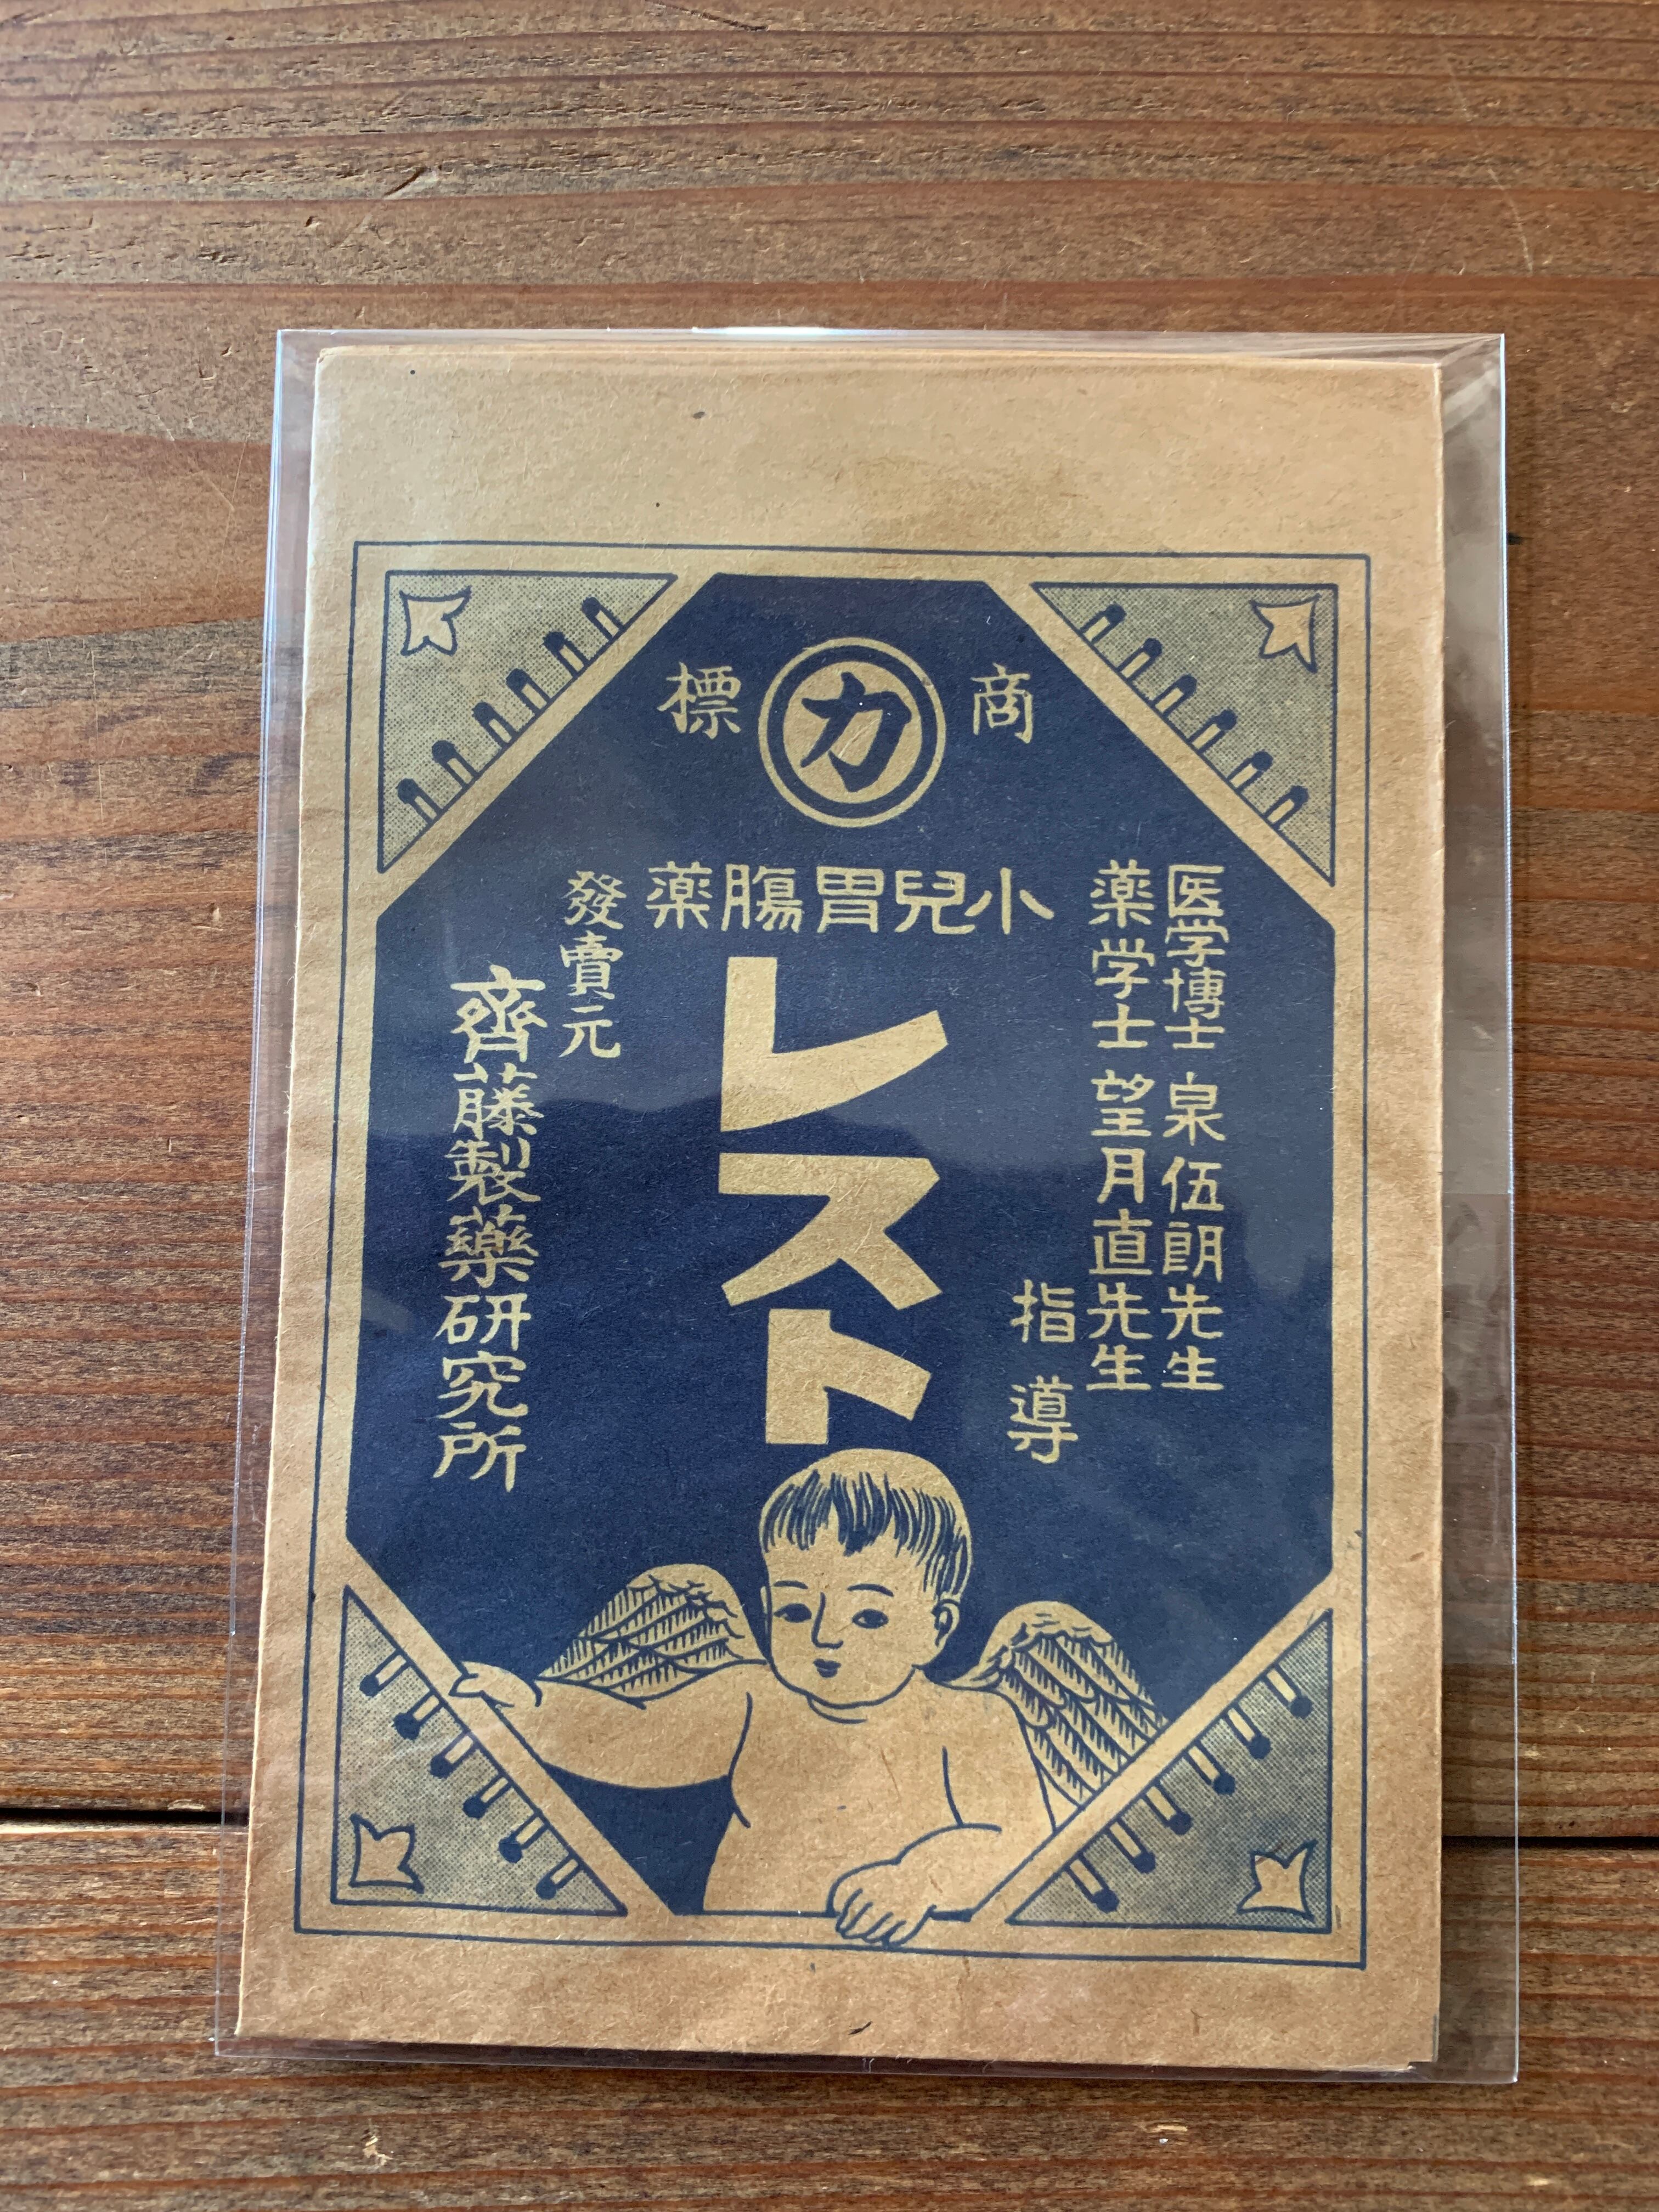 商標
力
小兒胃腸薬
医学博士 泉伍朗先生
薬学士 望月直先生
指導
レスト
發賣元
齊藤製薬研究所